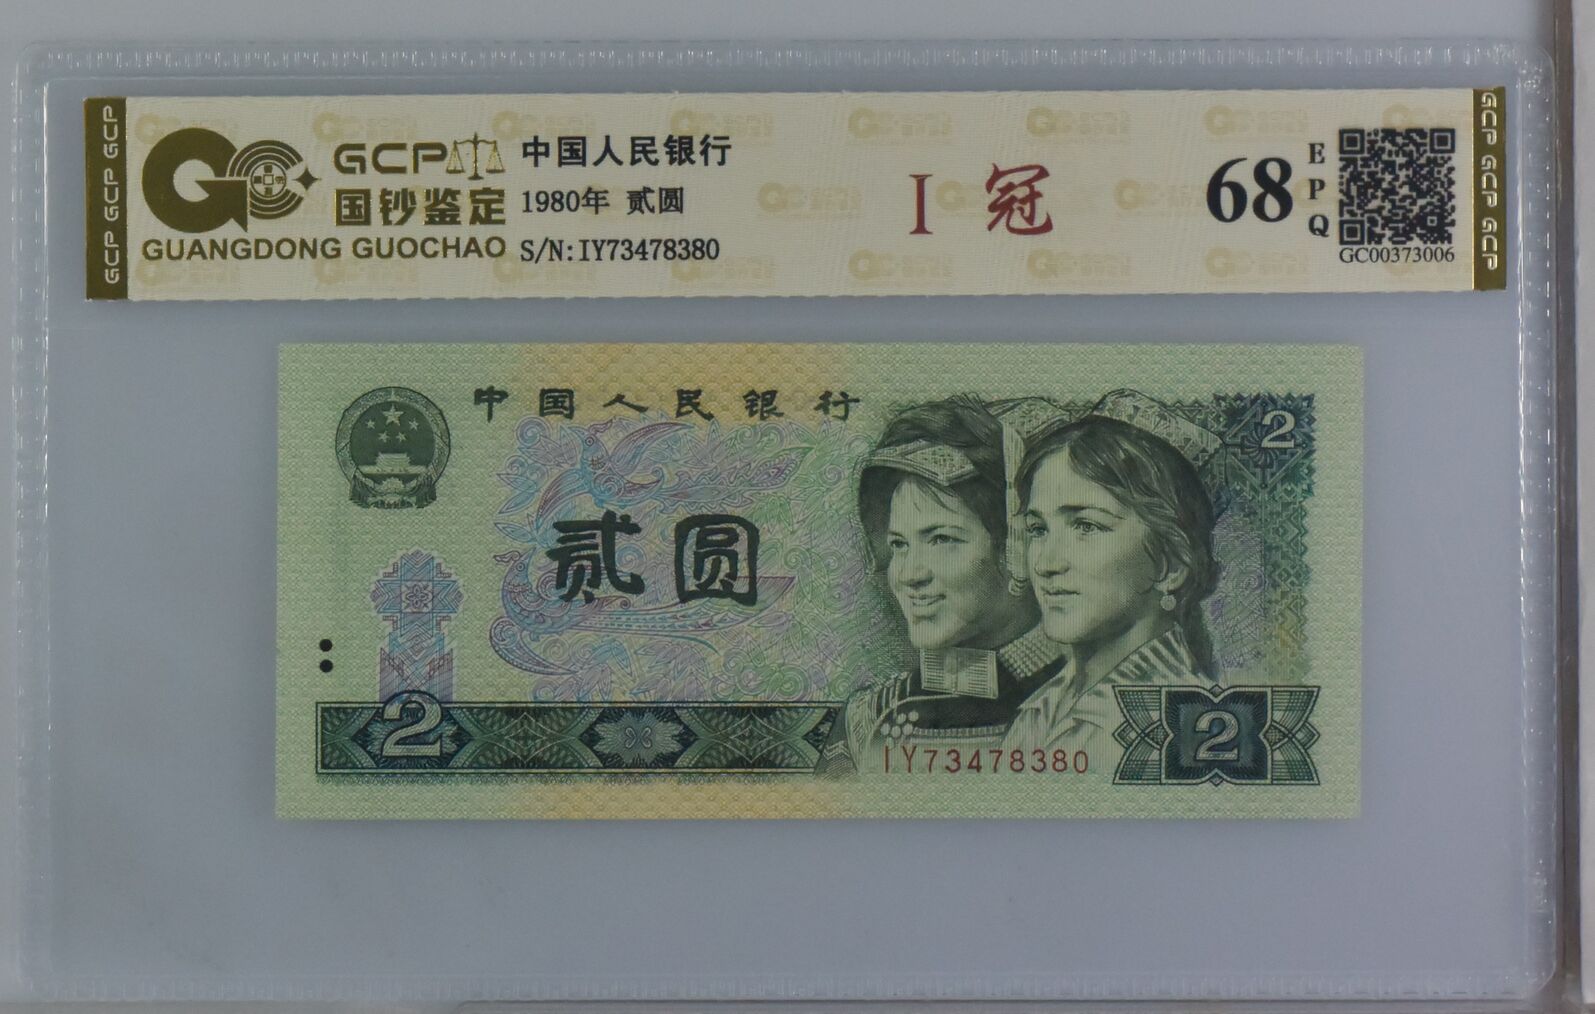 GCP GCP GCP
GCP
国钞鉴定
GUANGDONG GUOCHAO
中国人民银行
1980年 贰圆
S/N:IY73478380
I 冠
68
EPQ
GC00373006
GCP GCP GCP
中国人民银行
2
贰圆
2
IY73478380
2